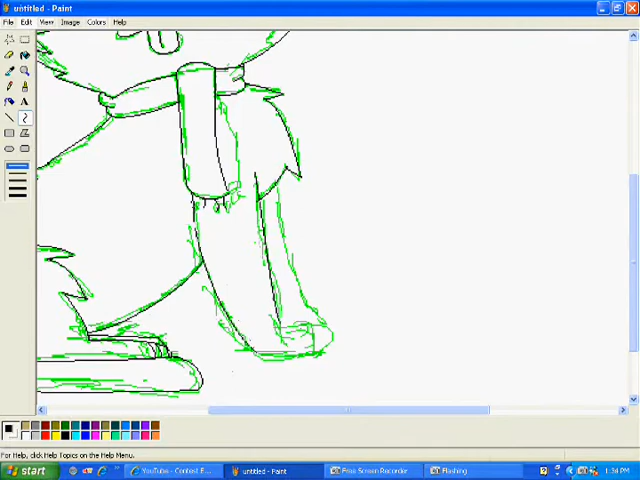 untitled - Paint
File Edit View Image Colors Help
For Help, click Help Topics on the Help Menu.
start YouTube - Contest E... untitled - Paint Free Screen Recorder Flashing 1:34 PM